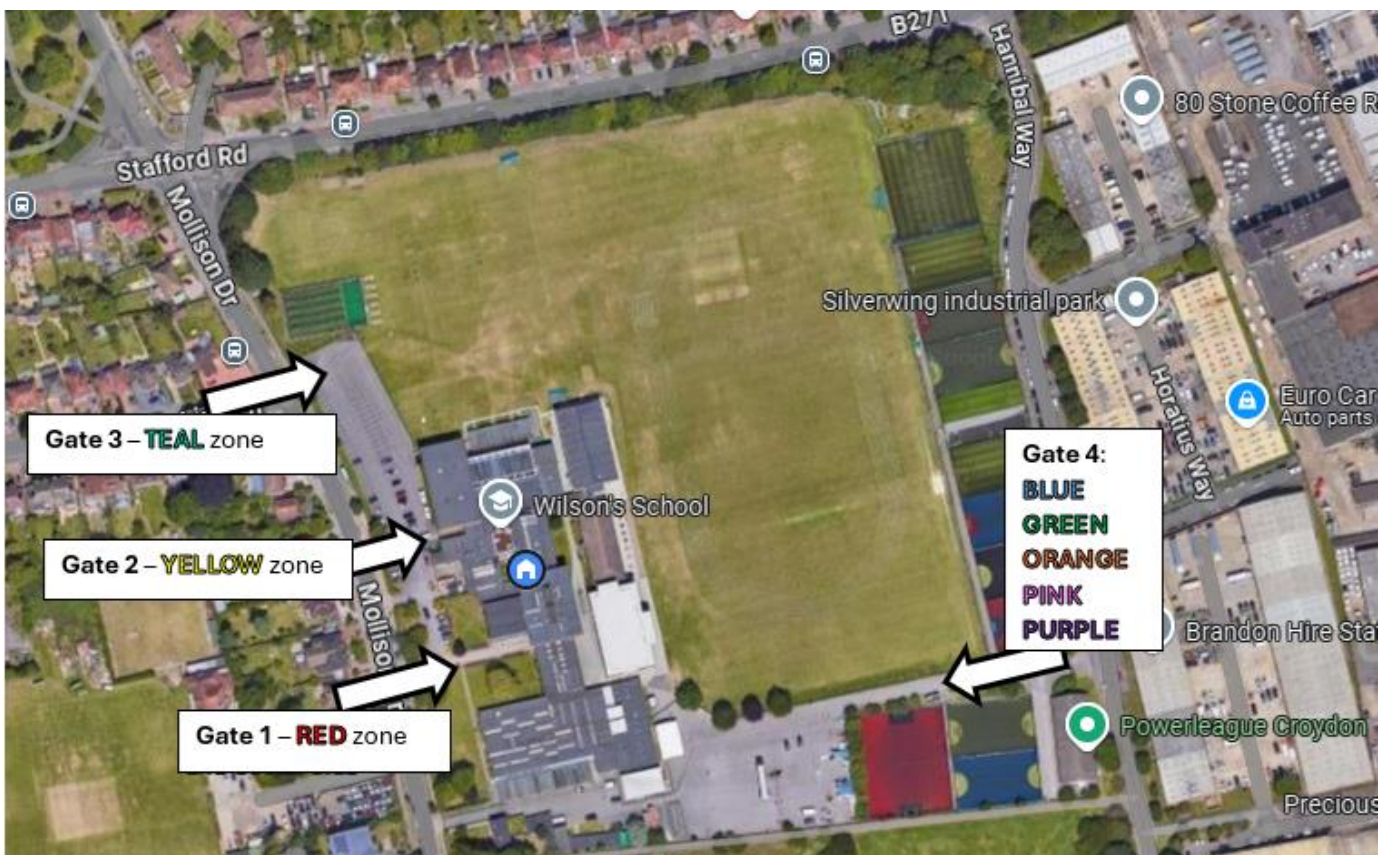 B271
Hannibal Way
80 Stone Coffee R
Stafford Rd
Mollison Dr
Silverwing industrial park
Euro Car
Auto parts
Horatius Way
Gate 3 – TEAL zone
Gate 4:
BLUE
GREEN
ORANGE
PINK
PURPLE
Wilson's School
Gate 2 – YELLOW zone
Mollison
Brandon Hire Stat
Gate 1 – RED zone
Powerleague Croydon
Precious